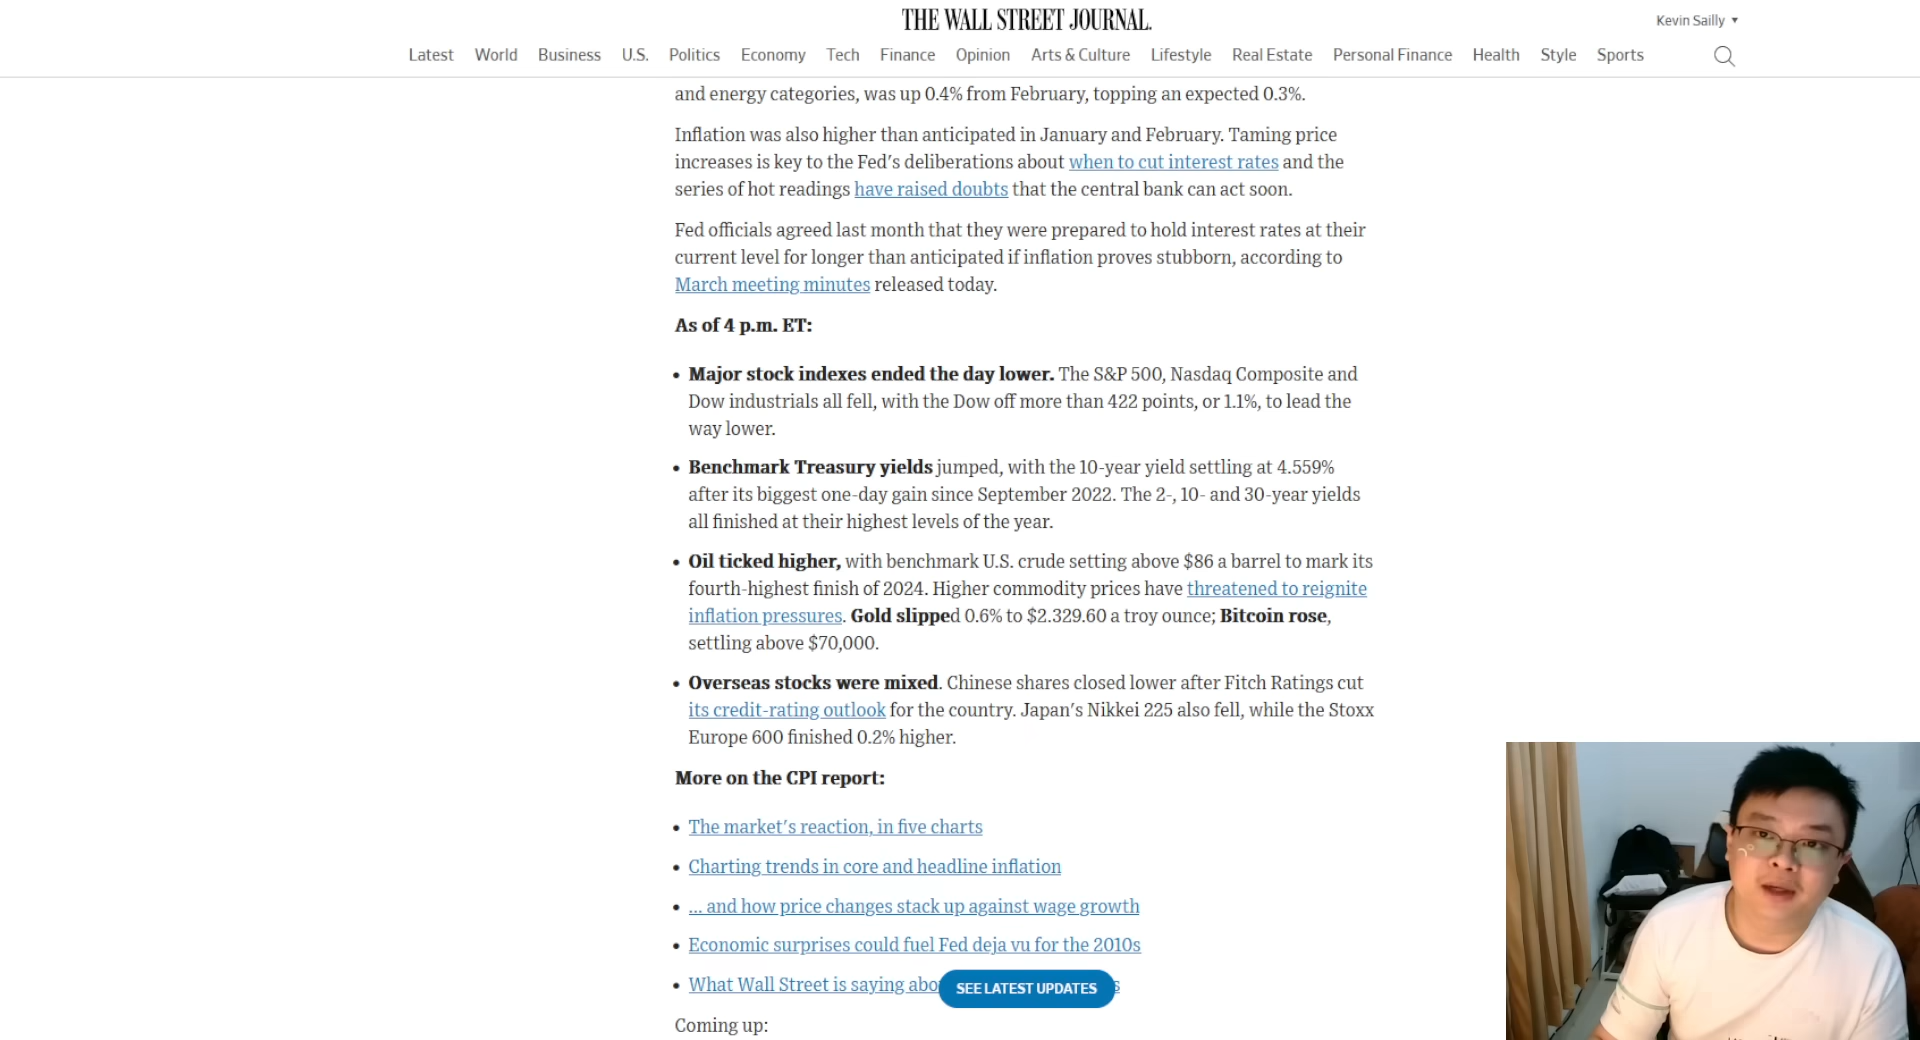 THE WALL STREET JOURNAL.
Kevin Sailly
Latest World Business U.S. Politics Economy Tech Finance Opinion Arts & Culture Lifestyle Real Estate Personal Finance Health Style Sports
and energy categories, was up 0.4% from February, topping an expected 0.3%.
Inflation was also higher than anticipated in January and February. Taming price
increases is key to the Fed's deliberations about when to cut interest rates and the
series of hot readings have raised doubts that the central bank can act soon.
Fed officials agreed last month that they were prepared to hold interest rates at their
current level for longer than anticipated if inflation proves stubborn, according to
March meeting minutes released today.
As of 4 p.m. ET:
• Major stock indexes ended the day lower. The S&P 500, Nasdaq Composite and
Dow industrials all fell, with the Dow off more than 422 points, or 1.1%, to lead the
way lower.
• Benchmark Treasury yields jumped, with the 10-year yield settling at 4.559%
after its biggest one-day gain since September 2022. The 2-, 10- and 30-year yields
all finished at their highest levels of the year.
• Oil ticked higher, with benchmark U.S. crude setting above $86 a barrel to mark its
fourth-highest finish of 2024. Higher commodity prices have threatened to reignite
inflation pressures. Gold slipped 0.6% to $2.329.60 a troy ounce; Bitcoin rose,
settling above $70,000.
• Overseas stocks were mixed. Chinese shares closed lower after Fitch Ratings cut
its credit-rating outlook for the country. Japan's Nikkei 225 also fell, while the Stoxx
Europe 600 finished 0.2% higher.
More on the CPI report:
• The market's reaction, in five charts
• Charting trends in core and headline inflation
• ... and how price changes stack up against wage growth
• Economic surprises could fuel Fed deja vu for the 2010s
• What Wall Street is saying
SEE LATEST UPDATES
Coming up: